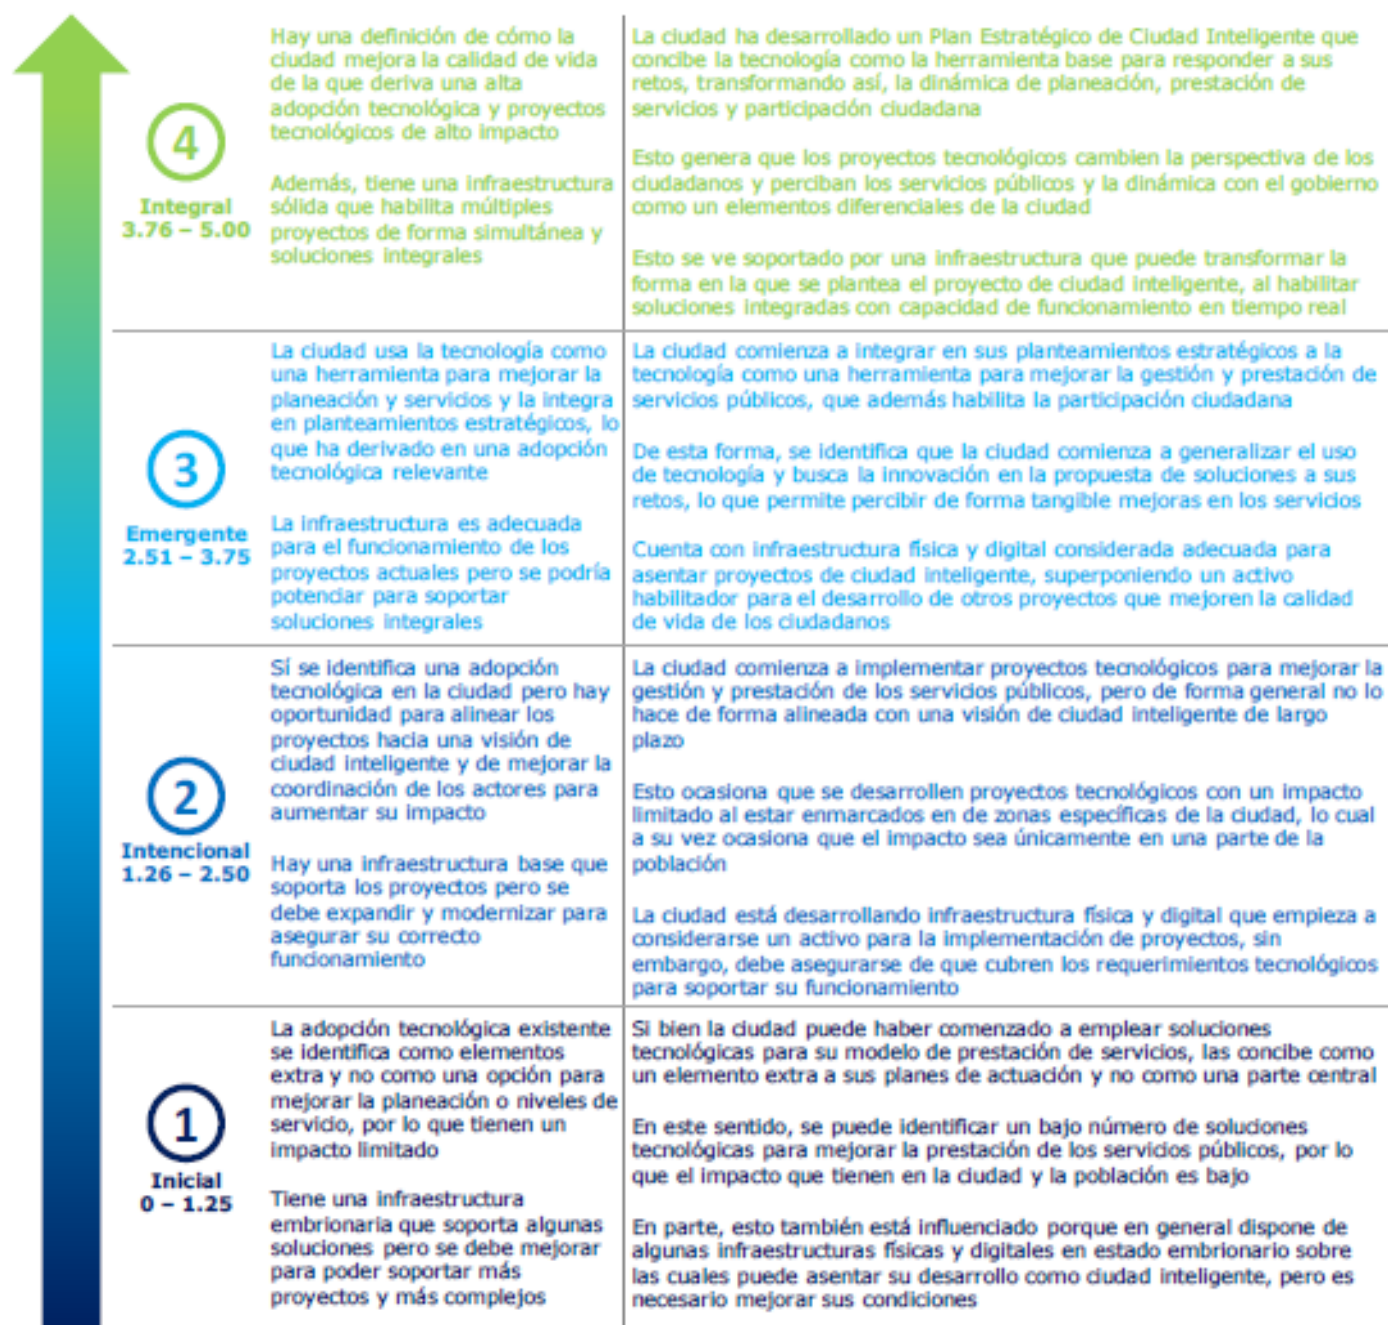 4
Integral
3.76 – 5.00
Hay una definición de cómo la
ciudad mejora la calidad de vida
de la que deriva una alta
adopción tecnológica y proyectos
tecnológicos de alto impacto
Además, tiene una infraestructura
sólida que habilita múltiples
proyectos de forma simultánea y
soluciones integrales
La ciudad ha desarrollado un Plan Estratégico de Ciudad Inteligente que
concibe la tecnología como la herramienta base para responder a sus
retos, transformando así, la dinámica de planeación, prestación de
servicios y participación ciudadana
Esto genera que los proyectos tecnológicos cambien la perspectiva de los
ciudadanos y perciban los servicios públicos y la dinámica con el gobierno
como un elementos diferenciales de la ciudad
Esto se ve soportado por una infraestructura que puede transformar la
forma en la que se plantea el proyecto de ciudad inteligente, al habilitar
soluciones integradas con capacidad de funcionamiento en tiempo real
3
Emergente
2.51 – 3.75
La ciudad usa la tecnología como
una herramienta para mejorar la
planeación y servicios y la integra
en planteamientos estratégicos, lo
que ha derivado en una adopción
tecnológica relevante
La infraestructura es adecuada
para el funcionamiento de los
proyectos actuales pero se podría
potenciar para soportar
soluciones integrales
La ciudad comienza a integrar en sus planteamientos estratégicos a la
tecnología como una herramienta para mejorar la gestión y prestación de
servicios públicos, que además habilita la participación ciudadana
De esta forma, se identifica que la ciudad comienza a generalizar el uso
de tecnología y busca la innovación en la propuesta de soluciones a sus
retos, lo que permite percibir de forma tangible mejoras en los servicios
Cuenta con infraestructura física y digital considerada adecuada para
asentar proyectos de ciudad inteligente, superponiendo un activo
habilitador para el desarrollo de otros proyectos que mejoren la calidad
de vida de los ciudadanos
2
Intencional
1.26 – 2.50
Sí se identifica una adopción
tecnológica en la ciudad pero hay
oportunidad para alinear los
proyectos hacia una visión de
ciudad inteligente y de mejorar la
coordinación de los actores para
aumentar su impacto
Hay una infraestructura base que
soporta los proyectos pero se
debe expandir y modernizar para
asegurar su correcto
funcionamiento
La ciudad comienza a implementar proyectos tecnológicos para mejorar la
gestión y prestación de los servicios públicos, pero de forma general no lo
hace de forma alineada con una visión de ciudad inteligente de largo
plazo
Esto ocasiona que se desarrollen proyectos tecnológicos con un impacto
limitado al estar enmarcados en de zonas específicas de la ciudad, lo cual
a su vez ocasiona que el impacto sea únicamente en una parte de la
población
La ciudad está desarrollando infraestructura física y digital que empieza a
considerarse un activo para la implementación de proyectos, sin
embargo, debe asegurarse de que cubren los requerimientos tecnológicos
para soportar su funcionamiento
1
Inicial
0 – 1.25
La adopción tecnológica existente
se identifica como elementos
extra y no como una opción para
mejorar la planeación o niveles de
servicio, por lo que tienen un
impacto limitado
Tiene una infraestructura
embrionaria que soporta algunas
soluciones pero se debe mejorar
para poder soportar más
proyectos y más complejos
Si bien la ciudad puede haber comenzado a emplear soluciones
tecnológicas para su modelo de prestación de servicios, las concibe como
un elemento extra a sus planes de actuación y no como una parte central
En este sentido, se puede identificar un bajo número de soluciones
tecnológicas para mejorar la prestación de los servicios públicos, por lo
que el impacto que tienen en la ciudad y la población es bajo
En parte, esto también está influenciado porque en general dispone de
algunas infraestructuras físicas y digitales en estado embrionario sobre
las cuales puede asentar su desarrollo como ciudad inteligente, pero es
necesario mejorar sus condiciones